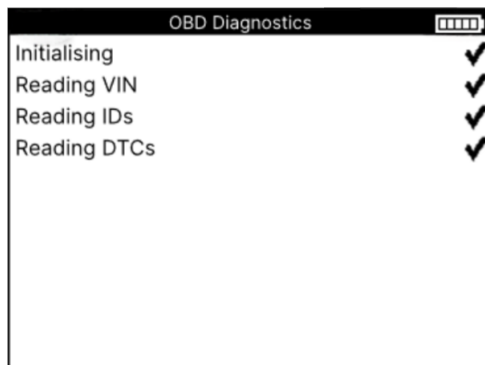 OBD Diagnostics
Initialising
Reading VIN
Reading IDs
Reading DTCs